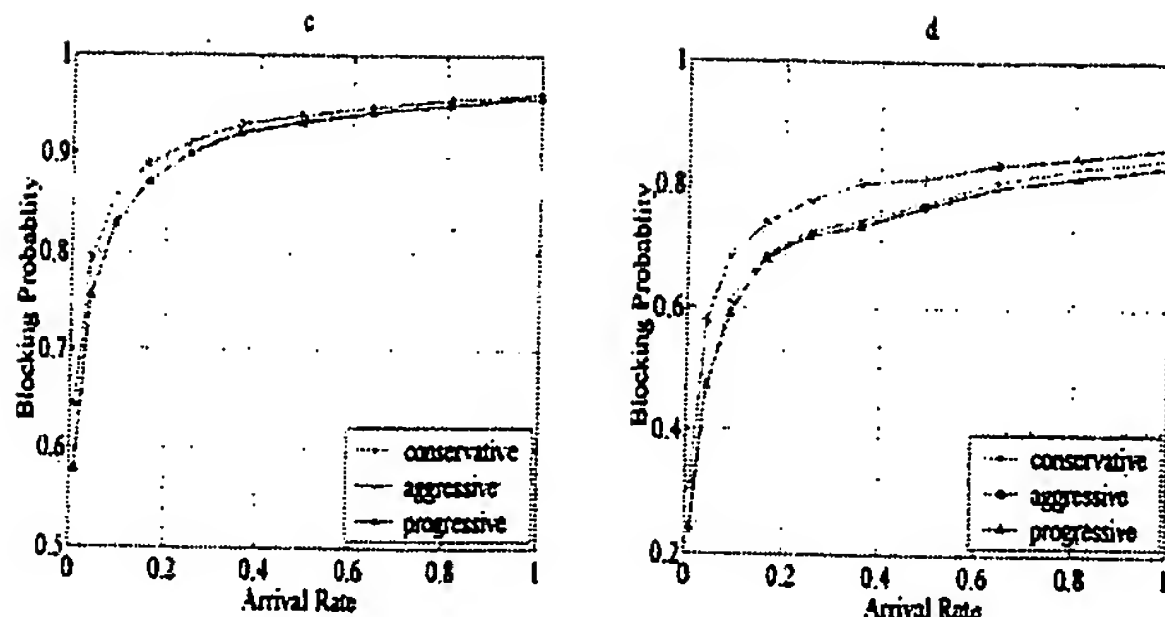 c
1
0.9
0.8
0.7
0.6
0.5
Blocking Probablity
0 0.2 0.4 0.6 0.8 1
Arrival Rate
conservative
aggressive
progressive
d
1
0.8
0.6
0.4
0.2
Blocking Probablity
0 0.2 0.4 0.6 0.8 1
Arrival Rate
conservative
aggressive
progressive